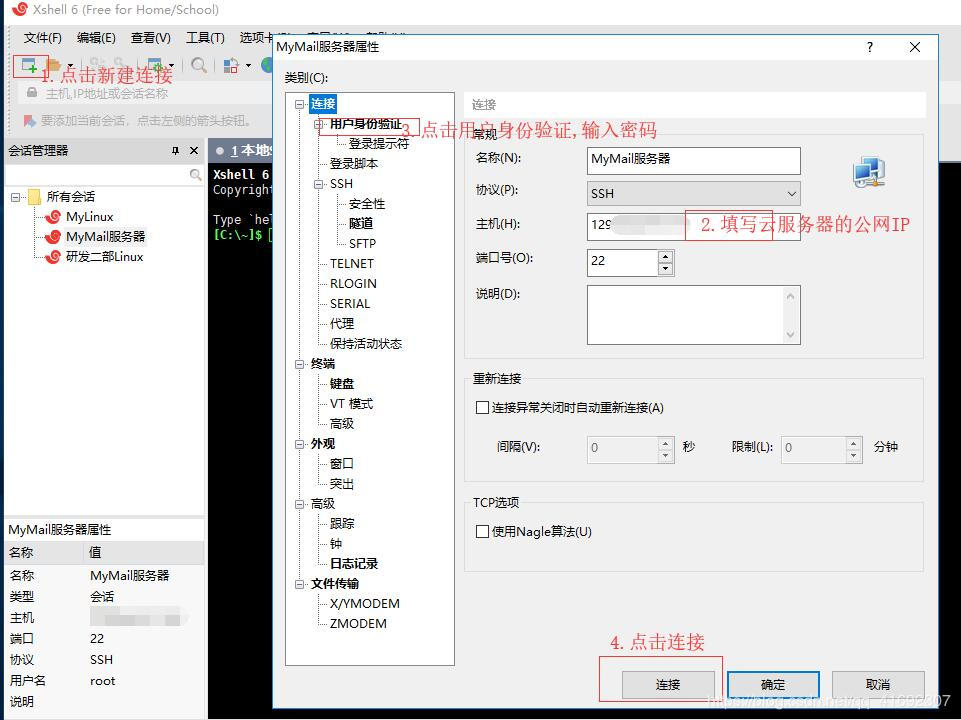 Xshell 6 (Free for Home/School)
文件(F) 编辑(E) 查看(V) 工具(T) 选项卡
1.点击新建连接
主机,IP地址或会话名称
要添加当前会话，点击左侧的箭头按钮。
会话管理器
所有会话
MyLinux
MyMail服务器
研发二部Linux
1 本地S
Xshell 6
Copyright
Type `hel
[C:\~]$
MyMail服务器属性
名称 值
名称 MyMail服务器
类型 会话
主机
端口 22
协议 SSH
用户名 root
说明
MyMail服务器属性
类别(C):
连接
用户身份验证
登录提示符
登录脚本
SSH
安全性
隧道
SFTP
TELNET
RLOGIN
SERIAL
代理
保持活动状态
终端
键盘
VT 模式
高级
外观
窗口
突出
高级
跟踪
钟
日志记录
文件传输
X/YMODEM
ZMODEM
3.点击用户身份验证,输入密码
连接
常规
名称(N): MyMail服务器
协议(P): SSH
主机(H): 129
2.填写云服务器的公网IP
端口号(O): 22
说明(D):
重新连接
连接异常关闭时自动重新连接(A)
间隔(V): 0 秒 限制(L): 0 分钟
TCP选项
使用Nagle算法(U)
4.点击连接
连接 确定 取消
https://blog.csdn.net/qq_41692307